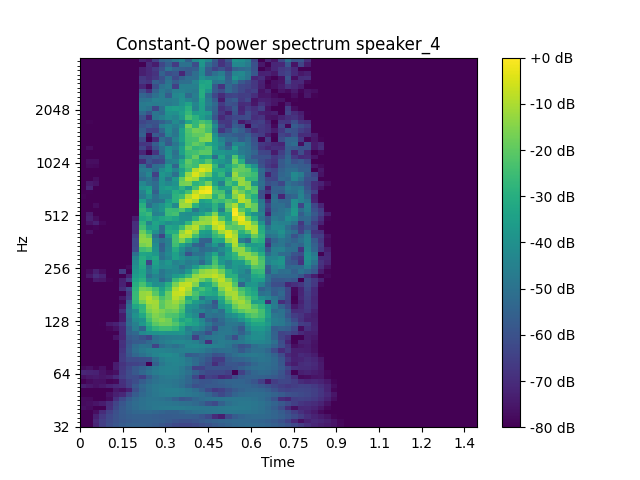 Constant-Q power spectrum speaker_4
Hz
2048
1024
512
256
128
64
32
0 0.15 0.3 0.45 0.6 0.75 0.9 1.1 1.2 1.4
Time
+0 dB
-10 dB
-20 dB
-30 dB
-40 dB
-50 dB
-60 dB
-70 dB
-80 dB